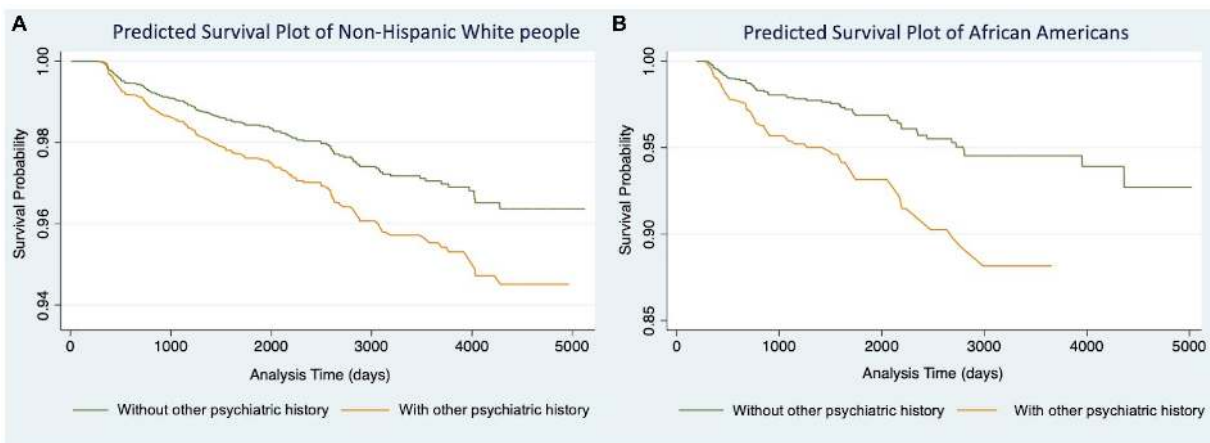 A
Predicted Survival Plot of Non-Hispanic White people
1.00
0.98
0.96
0.94
Survival Probability
0 1000 2000 3000 4000 5000
Analysis Time (days)
Without other psychiatric history With other psychiatric history
B
Predicted Survival Plot of African Americans
1.00
0.95
0.90
0.85
Survival Probability
0 1000 2000 3000 4000 5000
Analysis Time (days)
Without other psychiatric history With other psychiatric history